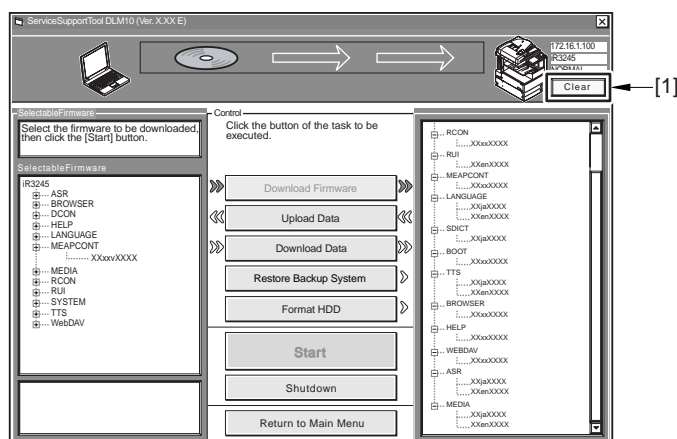 ServiceSupportTool DLM10 (Ver. X.XX E)
172.16.1.100
iR3245
NORMAL
Clear
[1]
SelectableFirmware
Select the firmware to be downloaded,
then click the [Start] button.
SelectableFirmware
iR3245
ASR
BROWSER
DCON
HELP
LANGUAGE
MEAPCONT
XXxxvXXXX
MEDIA
RCON
RUI
SYSTEM
TTS
WebDAV
Control
Click the button of the task to be
executed.
Download Firmware
Upload Data
Download Data
Restore Backup System
Format HDD
Start
Shutdown
Return to Main Menu
RCON
XXxxXXXX
RUI
XXenXXXX
MEAPCONT
XXxxXXXX
LANGUAGE
XXjaXXXX
XXenXXXX
SDICT
XXjaXXXX
BOOT
XXxxXXXX
TTS
XXjaXXXX
XXenXXXX
BROWSER
XXxxXXXX
HELP
XXxxXXXX
WEBDAV
XXxxXXXX
ASR
XXjaXXXX
XXenXXXX
MEDIA
XXjaXXXX
XXenXXXX